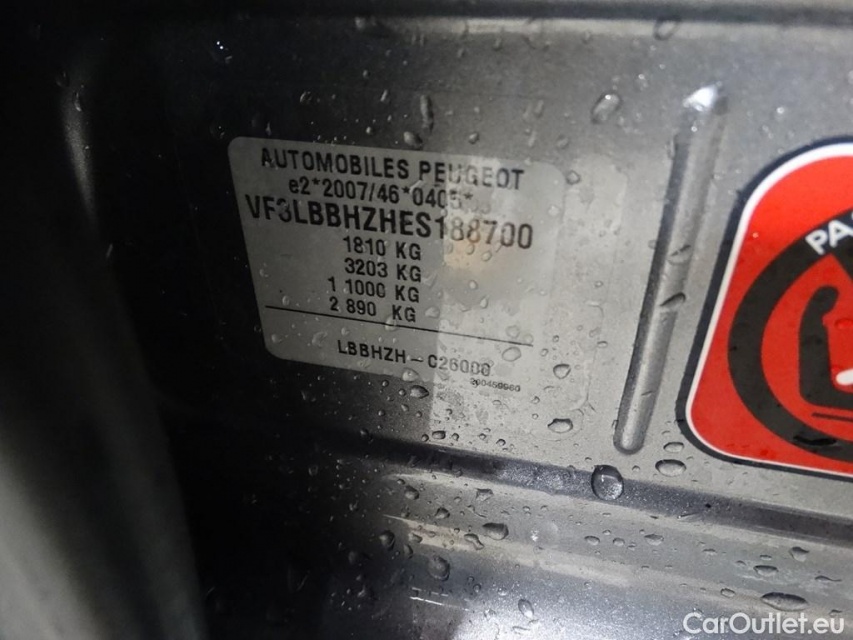 AUTOMOBILES PEUGEOT
e2*2007/46*0405*
VF3LBBHZHES188700
1810 KG
3203 KG
1 1000 KG
2 890 KG
LBBHZH-C26000
PA
CarOutlet.eu